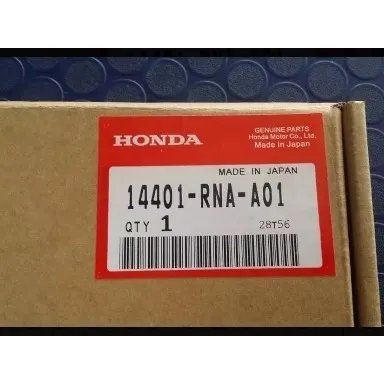 HONDA
GENUINE PARTS
Honda Motor Co., Ltd.
Made in Japan
MADE IN JAPAN
14401-RNA-A01
QTY 1
28T56